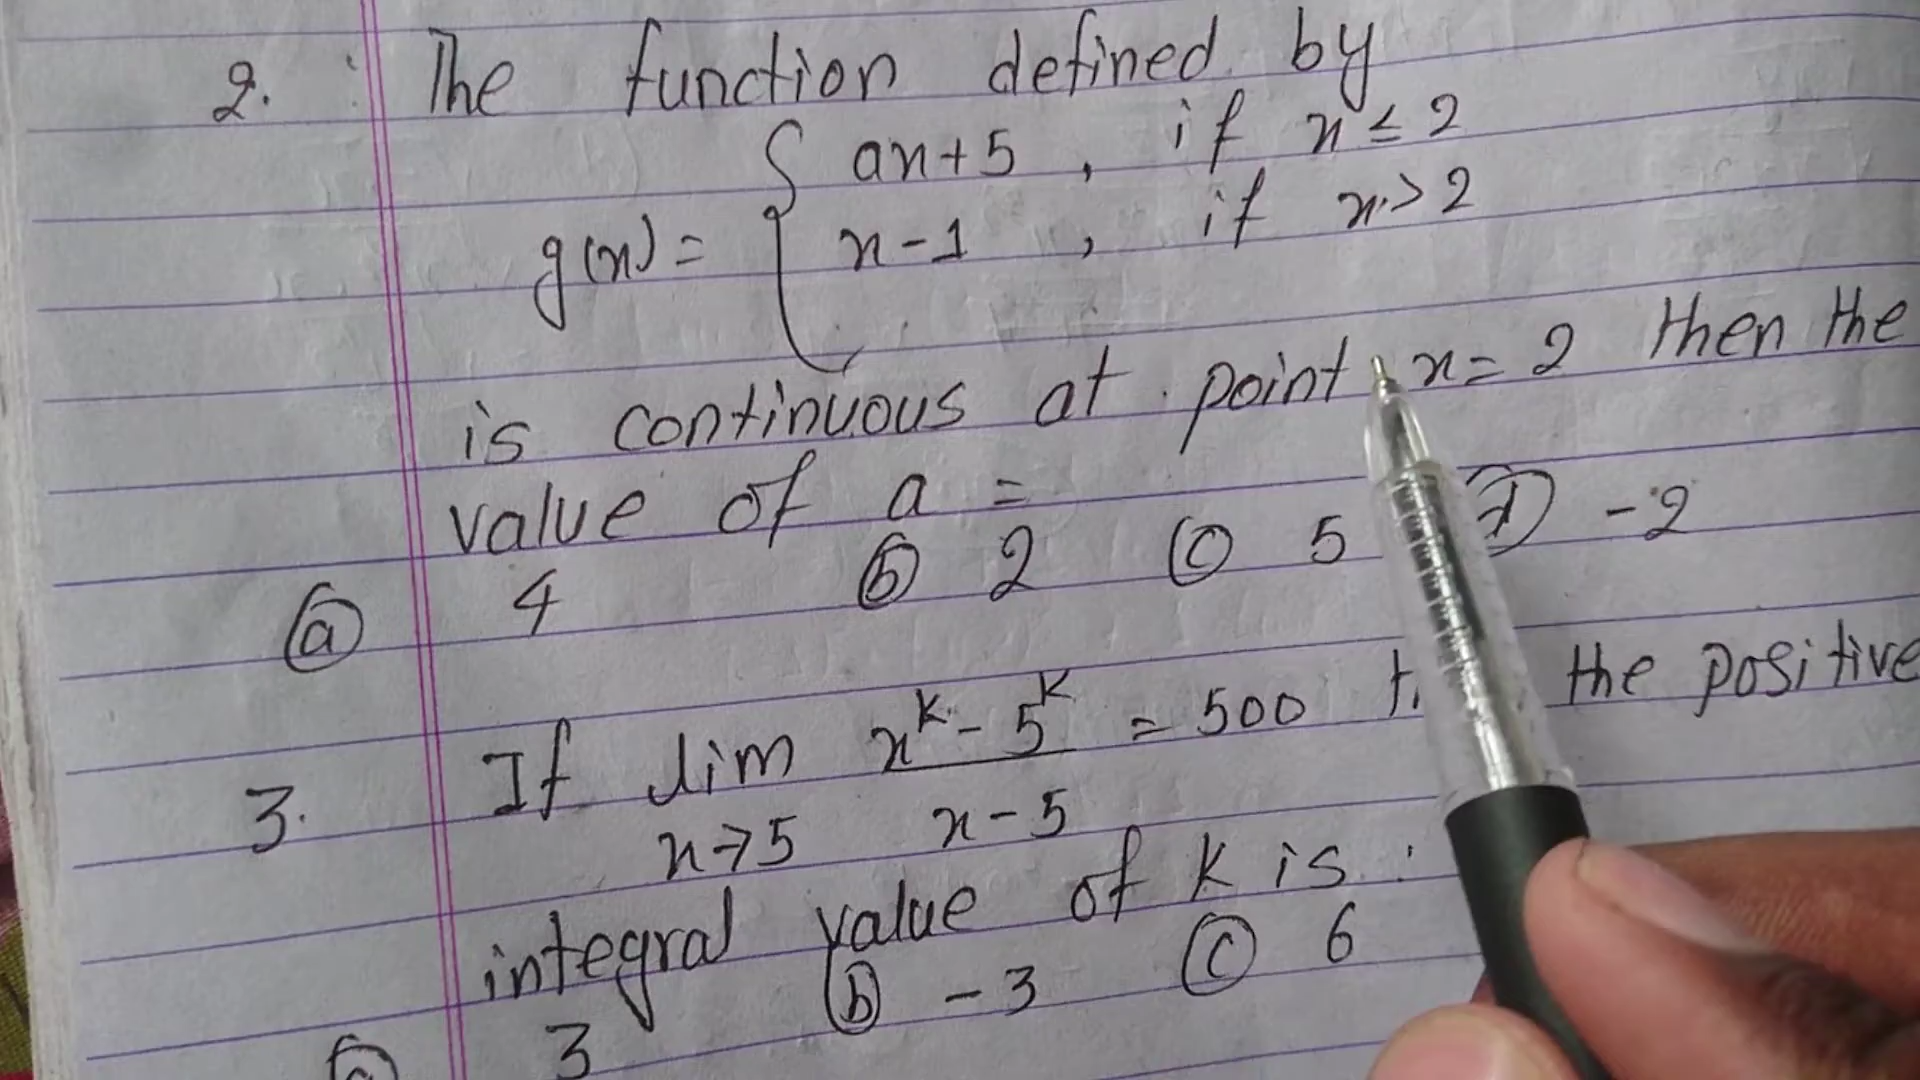 2. The function defined by
g(x) = { ax+5 , if x ≤ 2
x-1 , if x > 2
is continuous at point x = 2 then the
value of a =
(a) 4 (b) 2 (c) 5 (d) -2
3. If lim x→5 (x^k - 5^k)/(x - 5) = 500 the positive
integral value of k is :
(a) 3 (b) -3 (c) 6